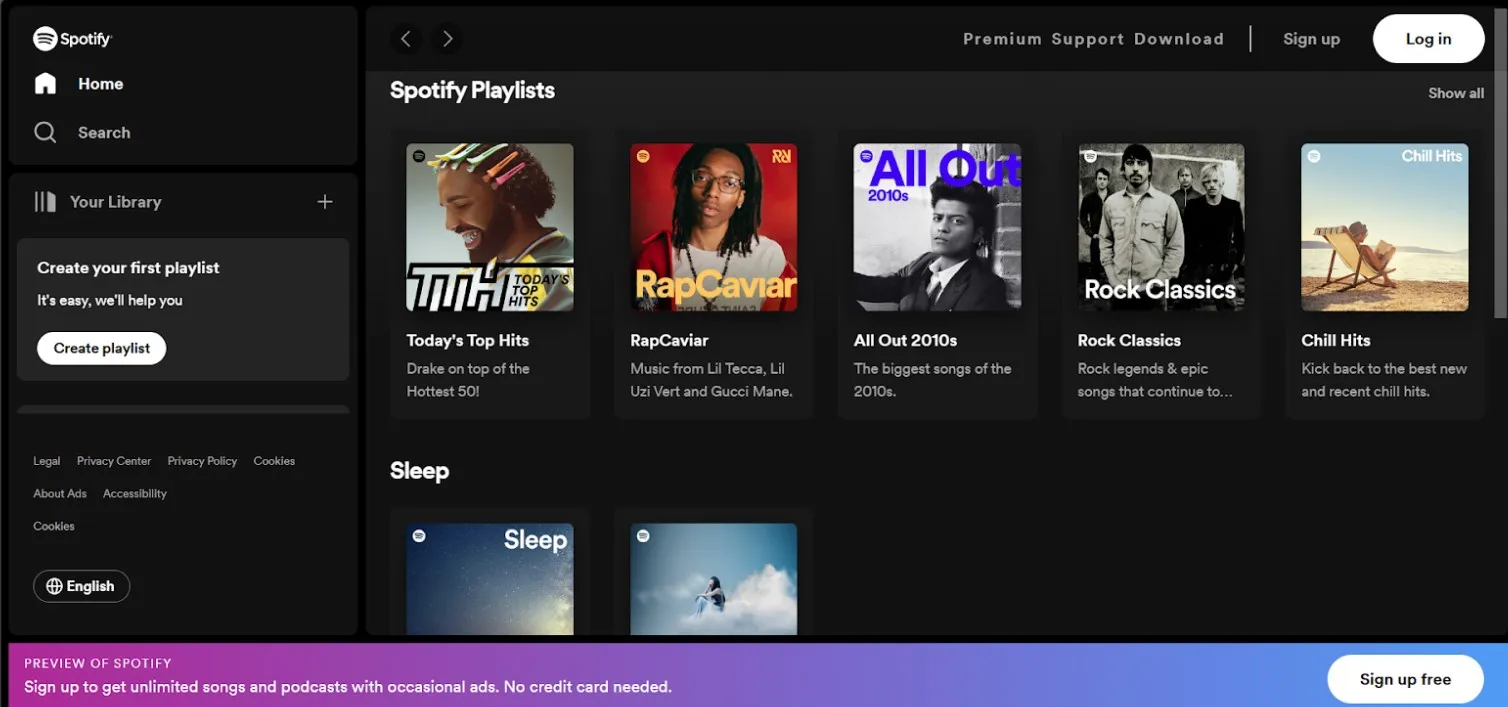 Spotify
Home
Search
Your Library
Create your first playlist
It's easy, we'll help you
Create playlist
Legal Privacy Center Privacy Policy Cookies
About Ads Accessibility
Cookies
English
Premium Support Download Sign up Log in
Spotify Playlists Show all
TTH TODAY'S
TOP
HITS
Today's Top Hits
Drake on top of the
Hottest 50!
RapCaviar
RapCaviar
Music from Lil Tecca, Lil
Uzi Vert and Gucci Mane.
All Out
2010s
All Out 2010s
The biggest songs of the
2010s.
Rock Classics
Rock Classics
Rock legends & epic
songs that continue to...
Chill Hits
Chill Hits
Kick back to the best new
and recent chill hits.
Sleep
Sleep
PREVIEW OF SPOTIFY
Sign up to get unlimited songs and podcasts with occasional ads. No credit card needed.
Sign up free